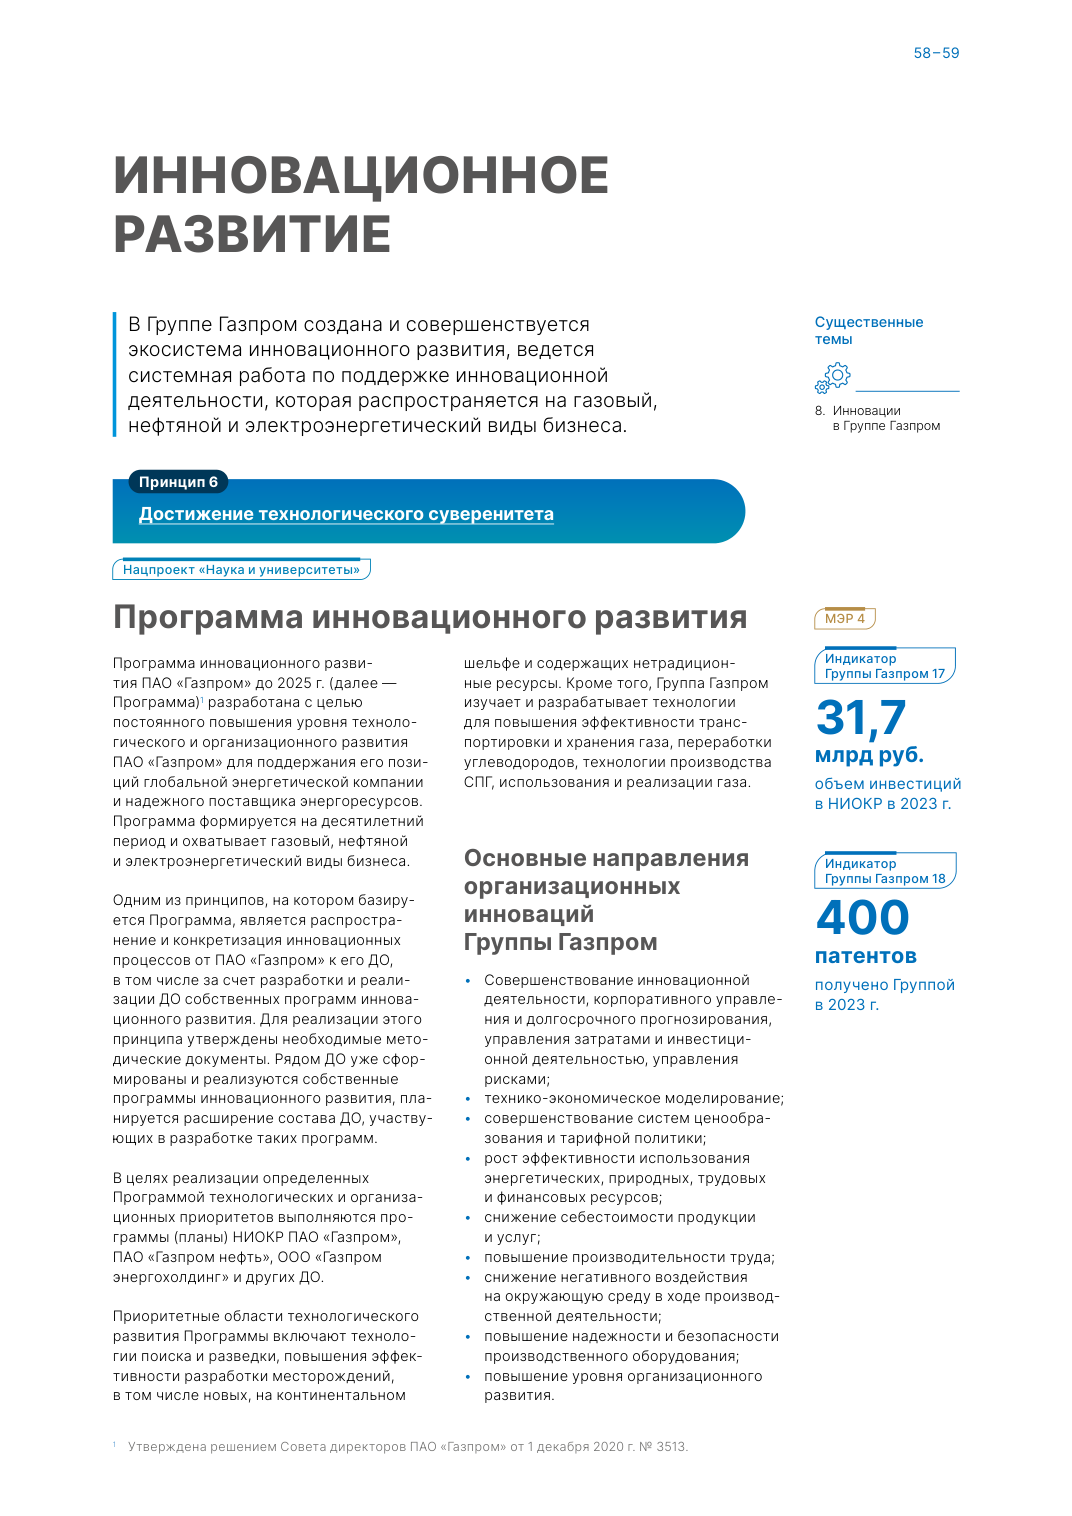 58–59
ИННОВАЦИОННОЕ
РАЗВИТИЕ
В Группе Газпром создана и совершенствуется
экосистема инновационного развития, ведется
системная работа по поддержке инновационной
деятельности, которая распространяется на газовый,
нефтяной и электроэнергетический виды бизнеса.
Существенные
темы
8. Инновации
в Группе Газпром
Принцип 6
Достижение технологического суверенитета
Нацпроект «Наука и университеты»
Программа инновационного развития
Программа инновационного разви-
тия ПАО «Газпром» до 2025 г. (далее —
Программа)¹ разработана с целью
постоянного повышения уровня техноло-
гического и организационного развития
ПАО «Газпром» для поддержания его пози-
ций глобальной энергетической компании
и надежного поставщика энергоресурсов.
Программа формируется на десятилетний
период и охватывает газовый, нефтяной
и электроэнергетический виды бизнеса.
Одним из принципов, на котором базиру-
ется Программа, является распростра-
нение и конкретизация инновационных
процессов от ПАО «Газпром» к его ДО,
в том числе за счет разработки и реали-
зации ДО собственных программ иннова-
ционного развития. Для реализации этого
принципа утверждены необходимые мето-
дические документы. Рядом ДО уже сфор-
мированы и реализуются собственные
программы инновационного развития, пла-
нируется расширение состава ДО, участву-
ющих в разработке таких программ.
В целях реализации определенных
Программой технологических и организа-
ционных приоритетов выполняются про-
граммы (планы) НИОКР ПАО «Газпром»,
ПАО «Газпром нефть», ООО «Газпром
энергохолдинг» и других ДО.
Приоритетные области технологического
развития Программы включают техноло-
гии поиска и разведки, повышения эффек-
тивности разработки месторождений,
в том числе новых, на континентальном
шельфе и содержащих нетрадицион-
ные ресурсы. Кроме того, Группа Газпром
изучает и разрабатывает технологии
для повышения эффективности транс-
портировки и хранения газа, переработки
углеводородов, технологии производства
СПГ, использования и реализации газа.
Основные направления
организационных
инноваций
Группы Газпром
• Совершенствование инновационной
деятельности, корпоративного управле-
ния и долгосрочного прогнозирования,
управления затратами и инвестици-
онной деятельностью, управления
рисками;
• технико-экономическое моделирование;
• совершенствование систем ценообра-
зования и тарифной политики;
• рост эффективности использования
энергетических, природных, трудовых
и финансовых ресурсов;
• снижение себестоимости продукции
и услуг;
• повышение производительности труда;
• снижение негативного воздействия
на окружающую среду в ходе производ-
ственной деятельности;
• повышение надежности и безопасности
производственного оборудования;
• повышение уровня организационного
развития.
МЭР 4
Индикатор
Группы Газпром 17
31,7
млрд руб.
объем инвестиций
в НИОКР в 2023 г.
Индикатор
Группы Газпром 18
400
патентов
получено Группой
в 2023 г.
¹ Утверждена решением Совета директоров ПАО «Газпром» от 1 декабря 2020 г. № 3513.